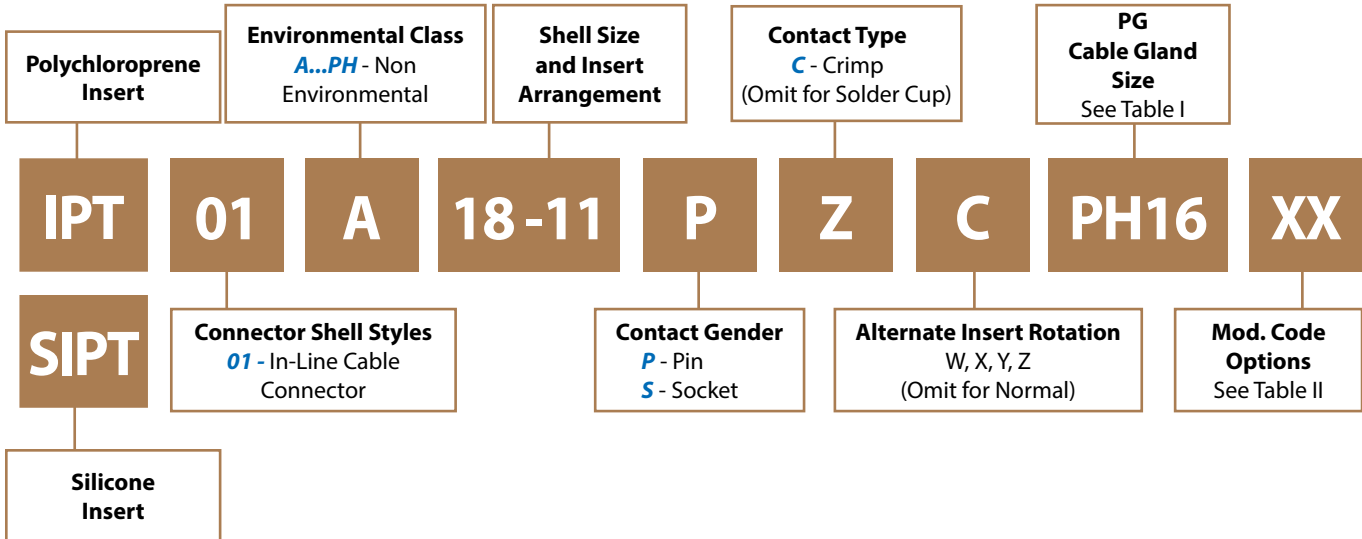 Polychloroprene
Insert
Environmental Class
A...PH - Non
Environmental
Shell Size
and Insert
Arrangement
Contact Type
C - Crimp
(Omit for Solder Cup)
PG
Cable Gland
Size
See Table I
IPT 01 A 18-11 P Z C PH16 XX
SIPT
Connector Shell Styles
01 - In-Line Cable
Connector
Contact Gender
P - Pin
S - Socket
Alternate Insert Rotation
W, X, Y, Z
(Omit for Normal)
Mod. Code
Options
See Table II
Silicone
Insert